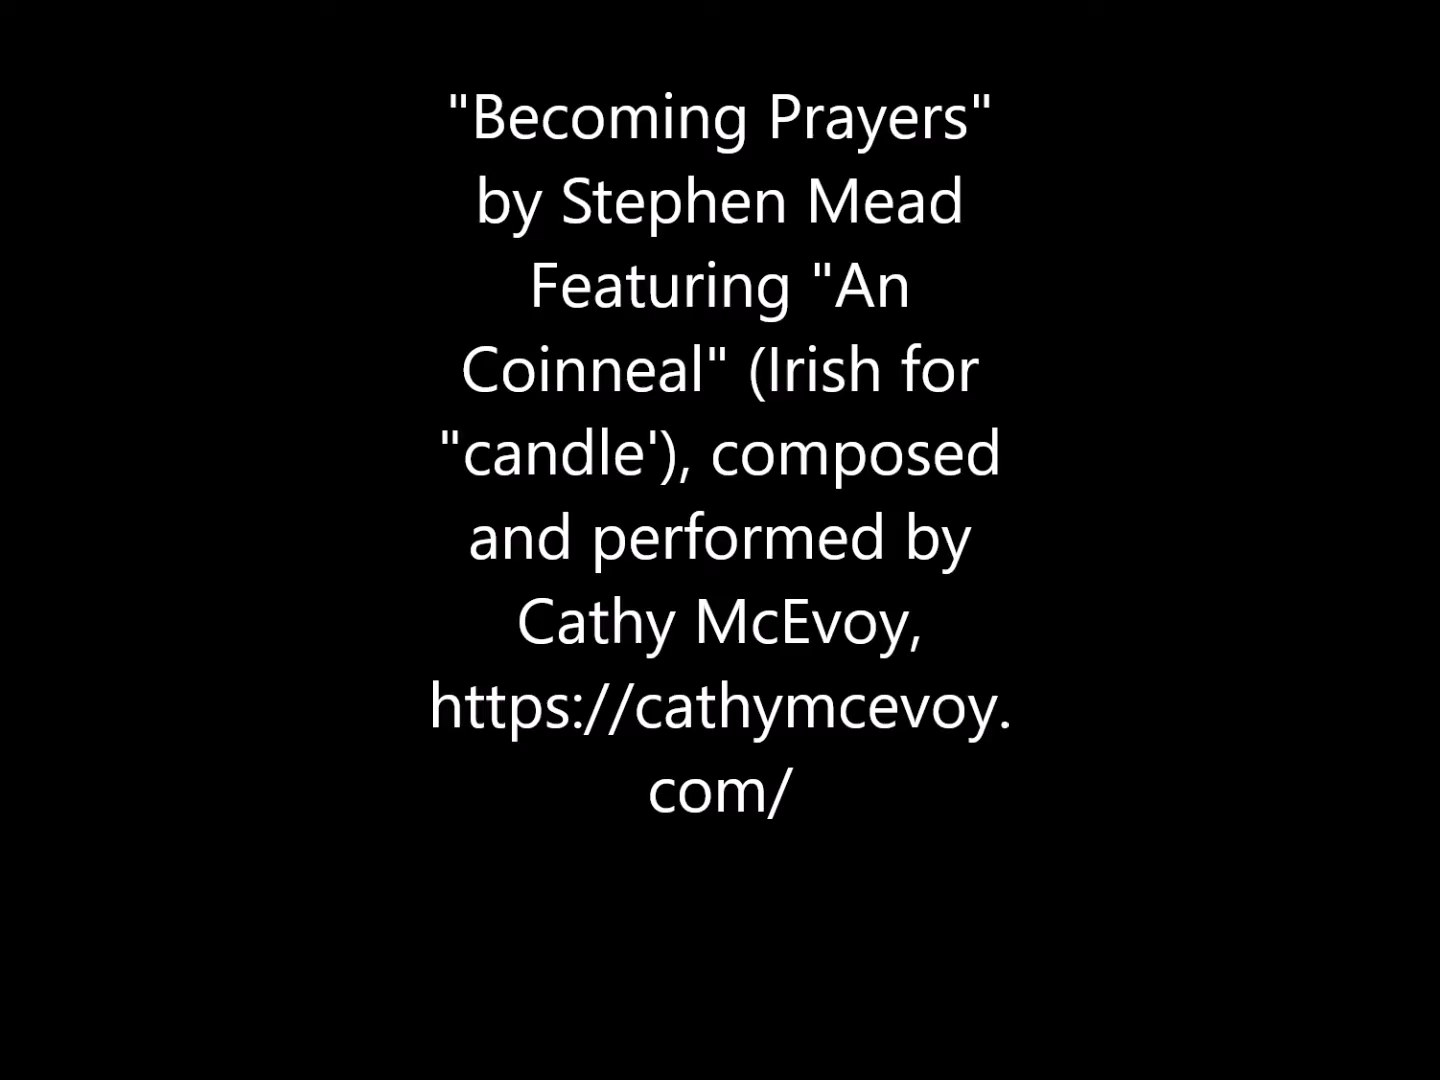 "Becoming Prayers"
by Stephen Mead
Featuring "An
Coinneal" (Irish for
"candle'), composed
and performed by
Cathy McEvoy,
https://cathymcevoy.
com/